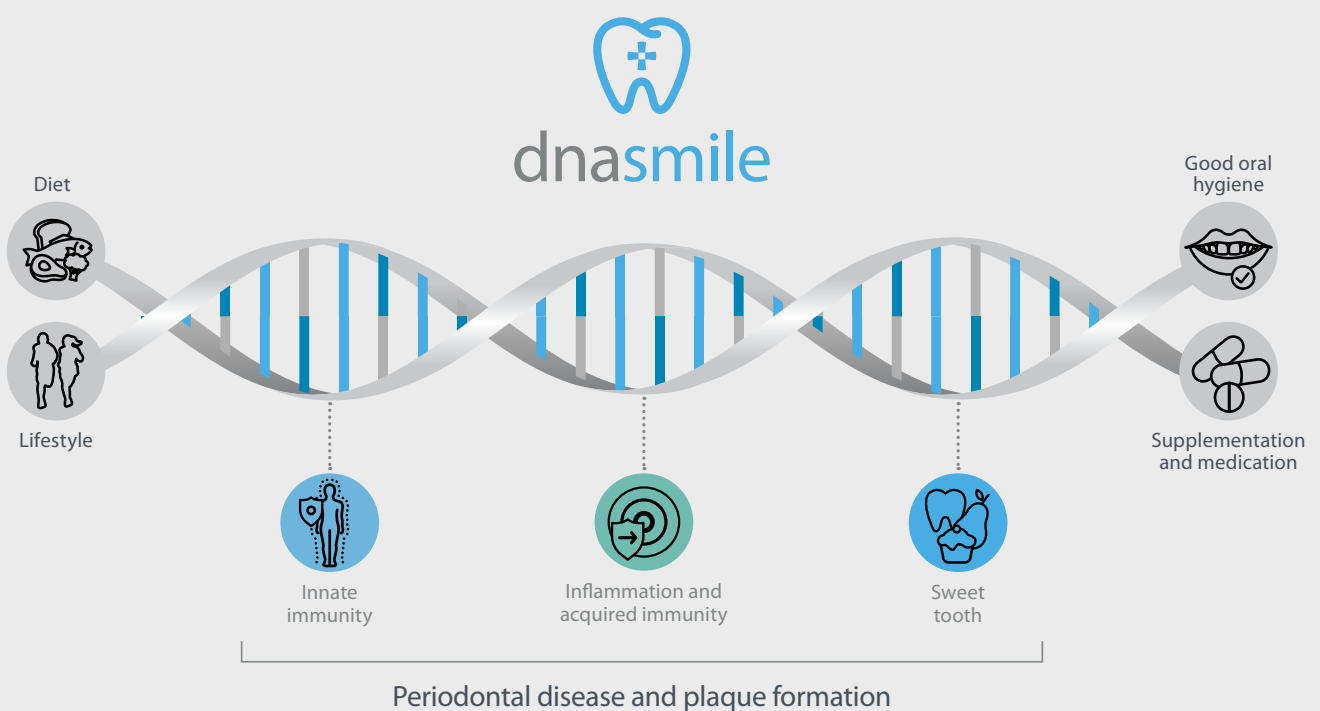 dnasmile
Diet
Good oral
hygiene
Lifestyle
Supplementation
and medication
Innate
immunity
Inflammation and
acquired immunity
Sweet
tooth
Periodontal disease and plaque formation